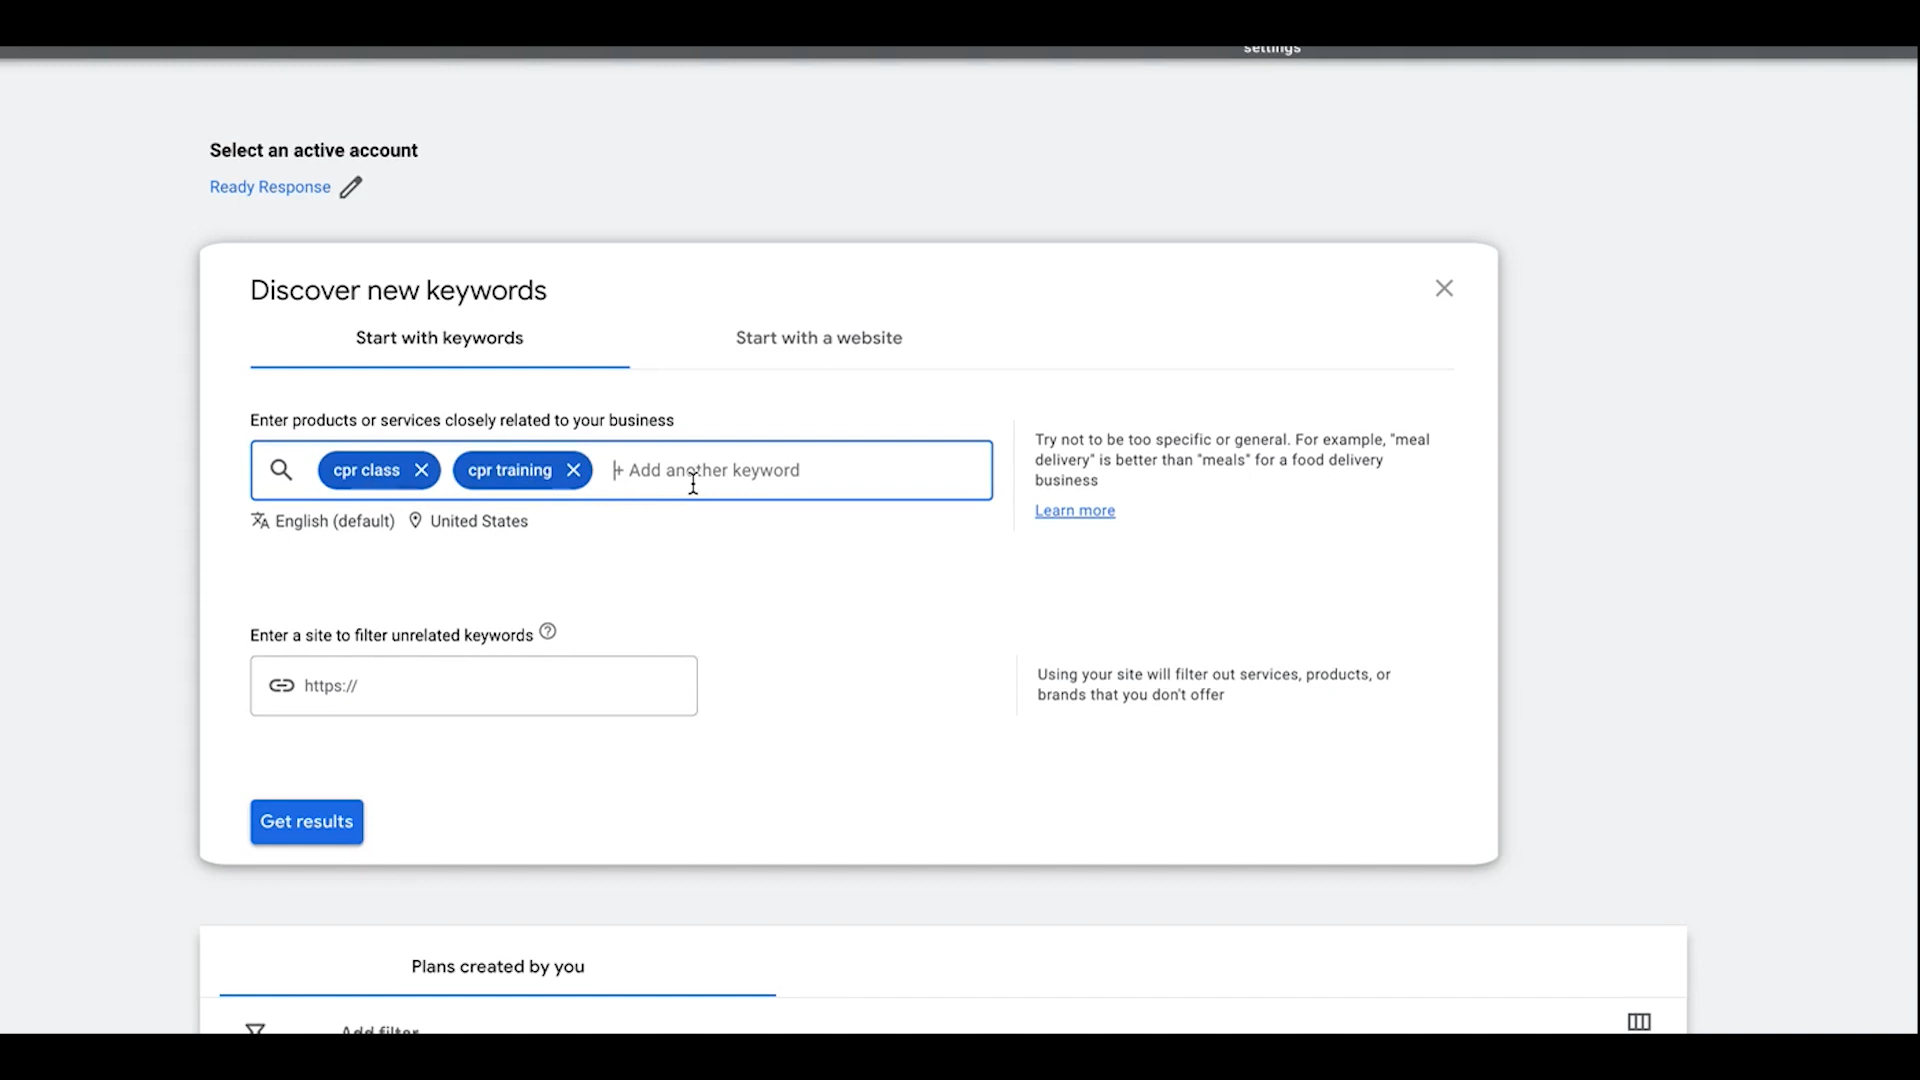 settings
Select an active account
Ready Response
Discover new keywords
Start with keywords
Start with a website
Enter products or services closely related to your business
cpr class
cpr training
+ Add another keyword
English (default)
United States
Try not to be too specific or general. For example, "meal
delivery" is better than "meals" for a food delivery
business
Learn more
Enter a site to filter unrelated keywords
https://
Using your site will filter out services, products, or
brands that you don't offer
Get results
Plans created by you
Add filter